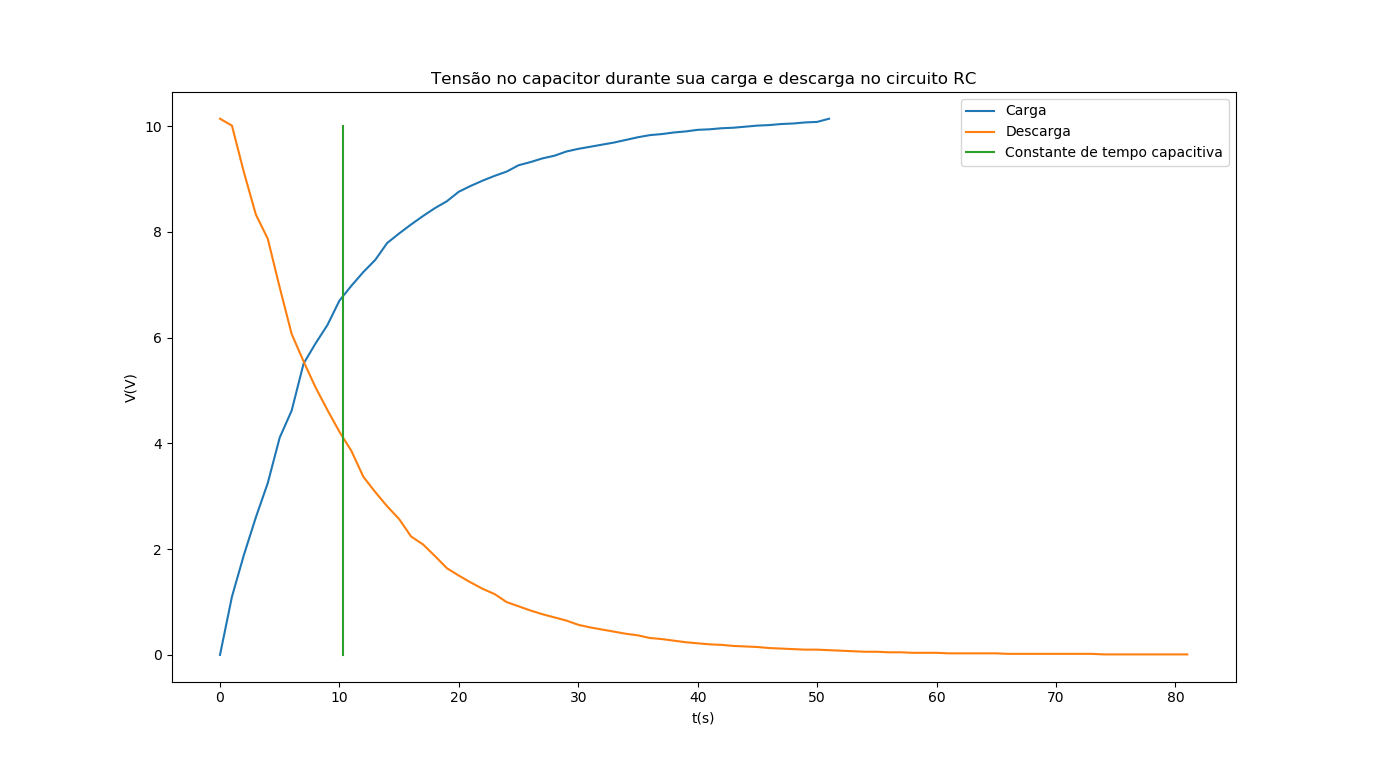 Tensão no capacitor durante sua carga e descarga no circuito RC
Carga
Descarga
Constante de tempo capacitiva
10
8
6
4
2
0
V(V)
0 10 20 30 40 50 60 70 80
t(s)